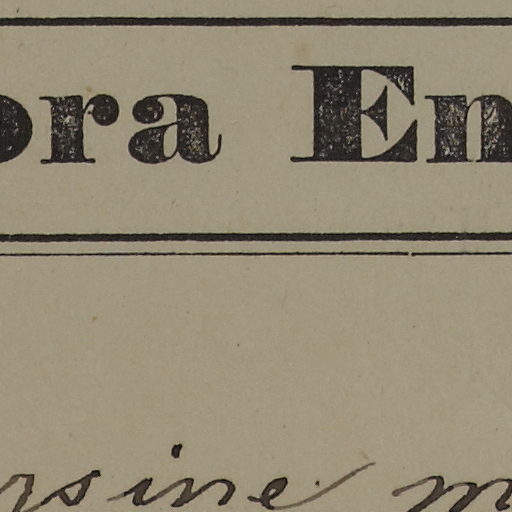 ora En
rsine m